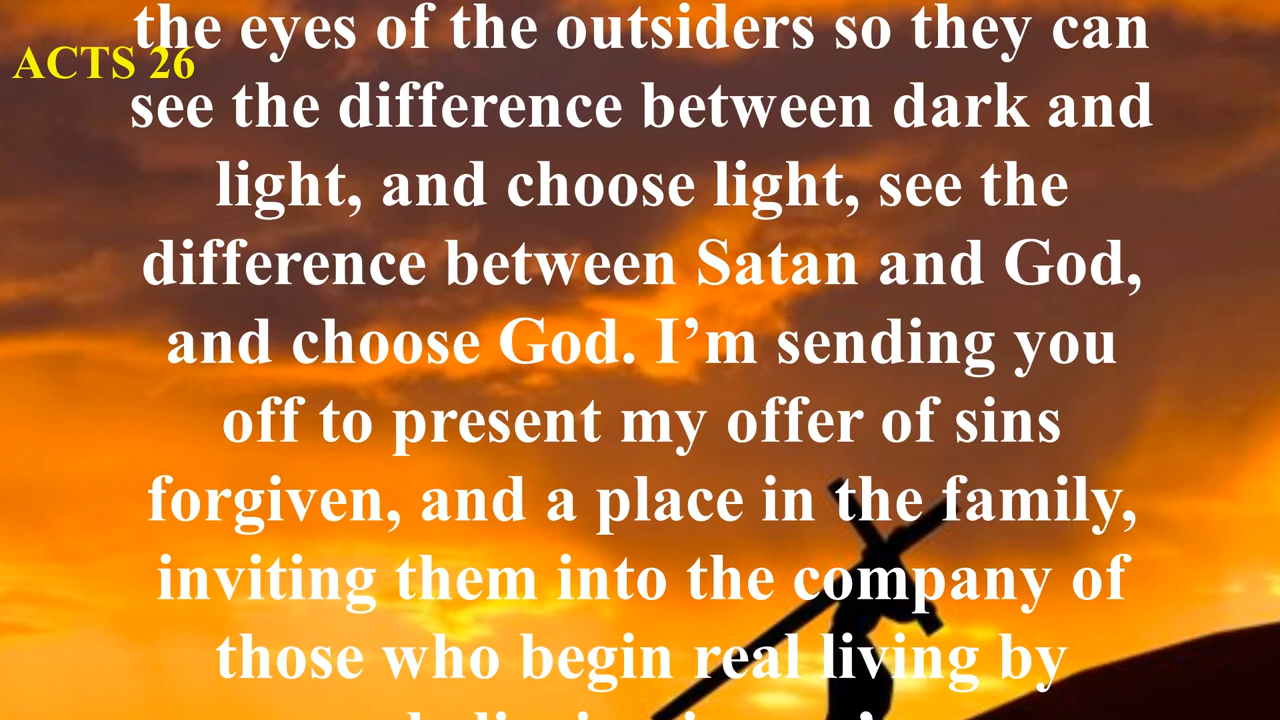 the eyes of the outsiders so they can
ACTS 26
see the difference between dark and
light, and choose light, see the
difference between Satan and God,
and choose God. I’m sending you
off to present my offer of sins
forgiven, and a place in the family,
inviting them into the company of
those who begin real living by